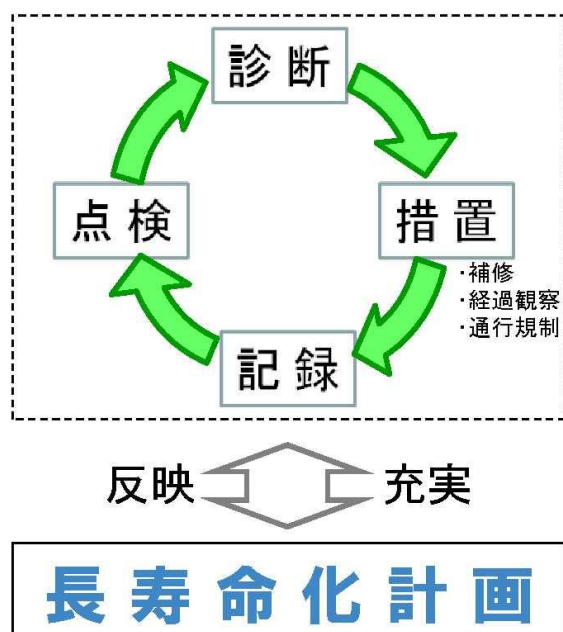 診断
点検
措置
・補修
・経過観察
・通行規制
記録
反映
充実
長寿命化計画